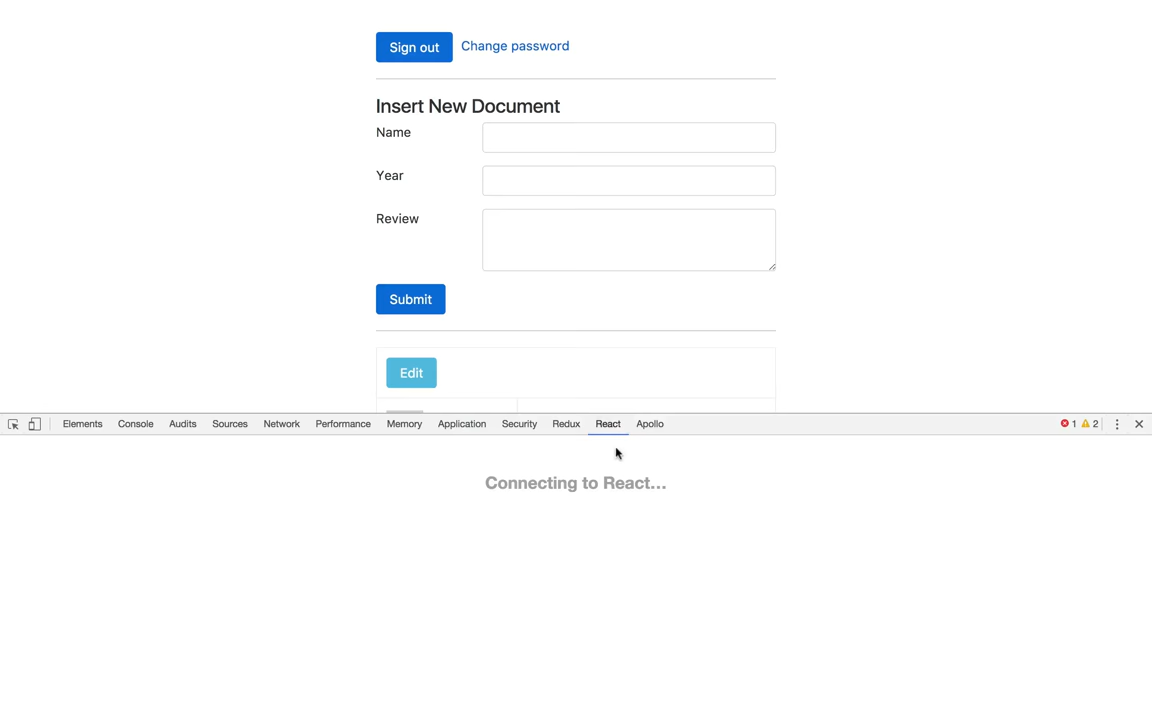 Sign out Change password
Insert New Document
Name
Year
Review
Submit
Edit
Elements Console Audits Sources Network Performance Memory Application Security Redux React Apollo 1 2
Connecting to React…